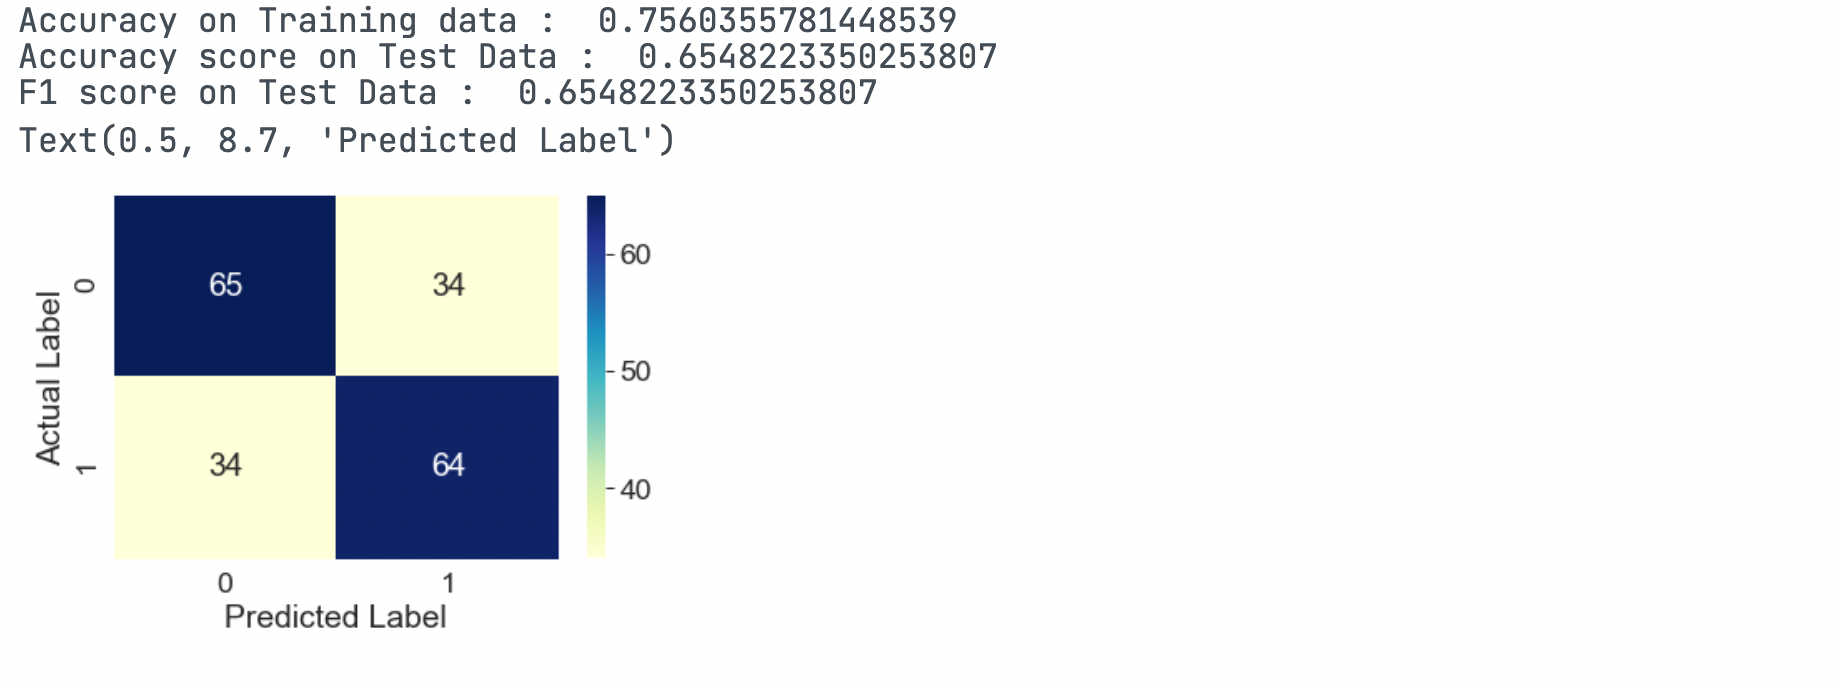 Accuracy on Training data :  0.7560355781448539
Accuracy score on Test Data :  0.6548223350253807
F1 score on Test Data :  0.6548223350253807
Text(0.5, 8.7, 'Predicted Label')
65 34
34 64
60
50
40
Actual Label
0
1
0 1
Predicted Label